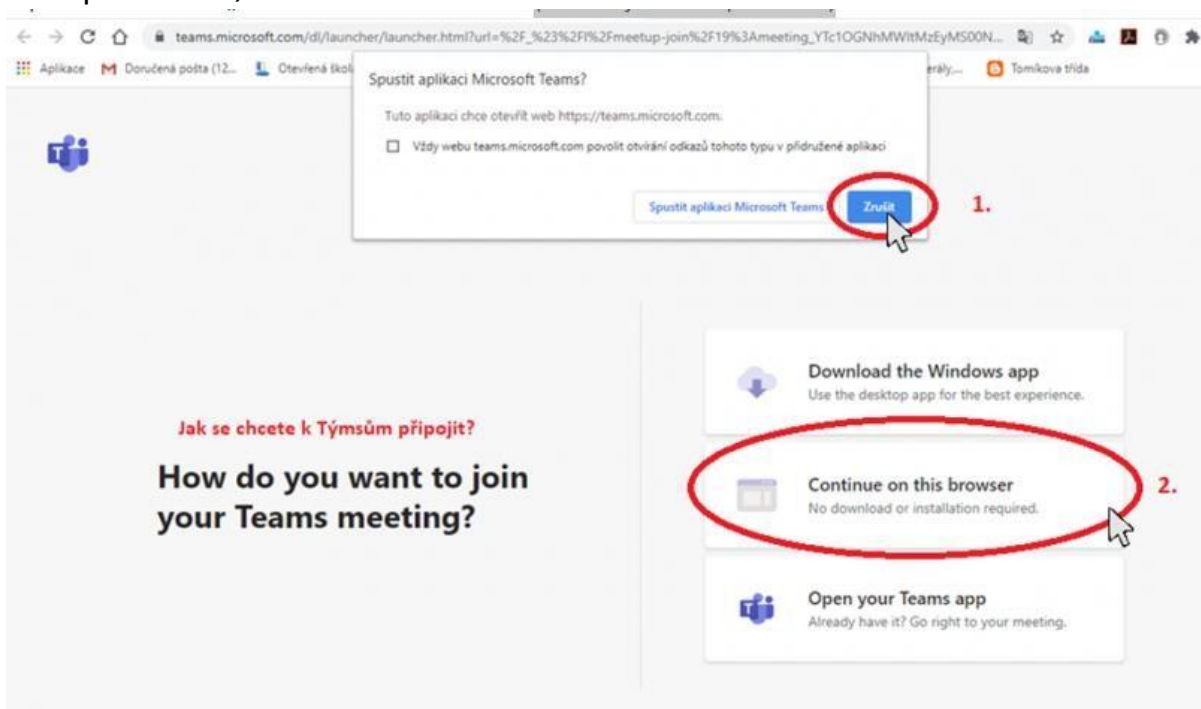 teams.microsoft.com/dl/launcher/launcher.html?url=%2F_%23%2Fl%2Fmeetup-join%2F19%3Ameeting_YTc1OGNhMWItMzEyMS00N...
Aplikace Doručená pošta (12... Otevřená škol Tomíkova třída
Spustit aplikaci Microsoft Teams?
Tuto aplikaci chce otevřít web https://teams.microsoft.com.
Vždy webu teams.microsoft.com povolit otvírání odkazů tohoto typu v přidružené aplikaci
Spustit aplikaci Microsoft Teams Zrušit 1.
Download the Windows app
Use the desktop app for the best experience.
Jak se chcete k Týmsům připojit?
How do you want to join
your Teams meeting?
Continue on this browser 2.
No download or installation required.
Open your Teams app
Already have it? Go right to your meeting.